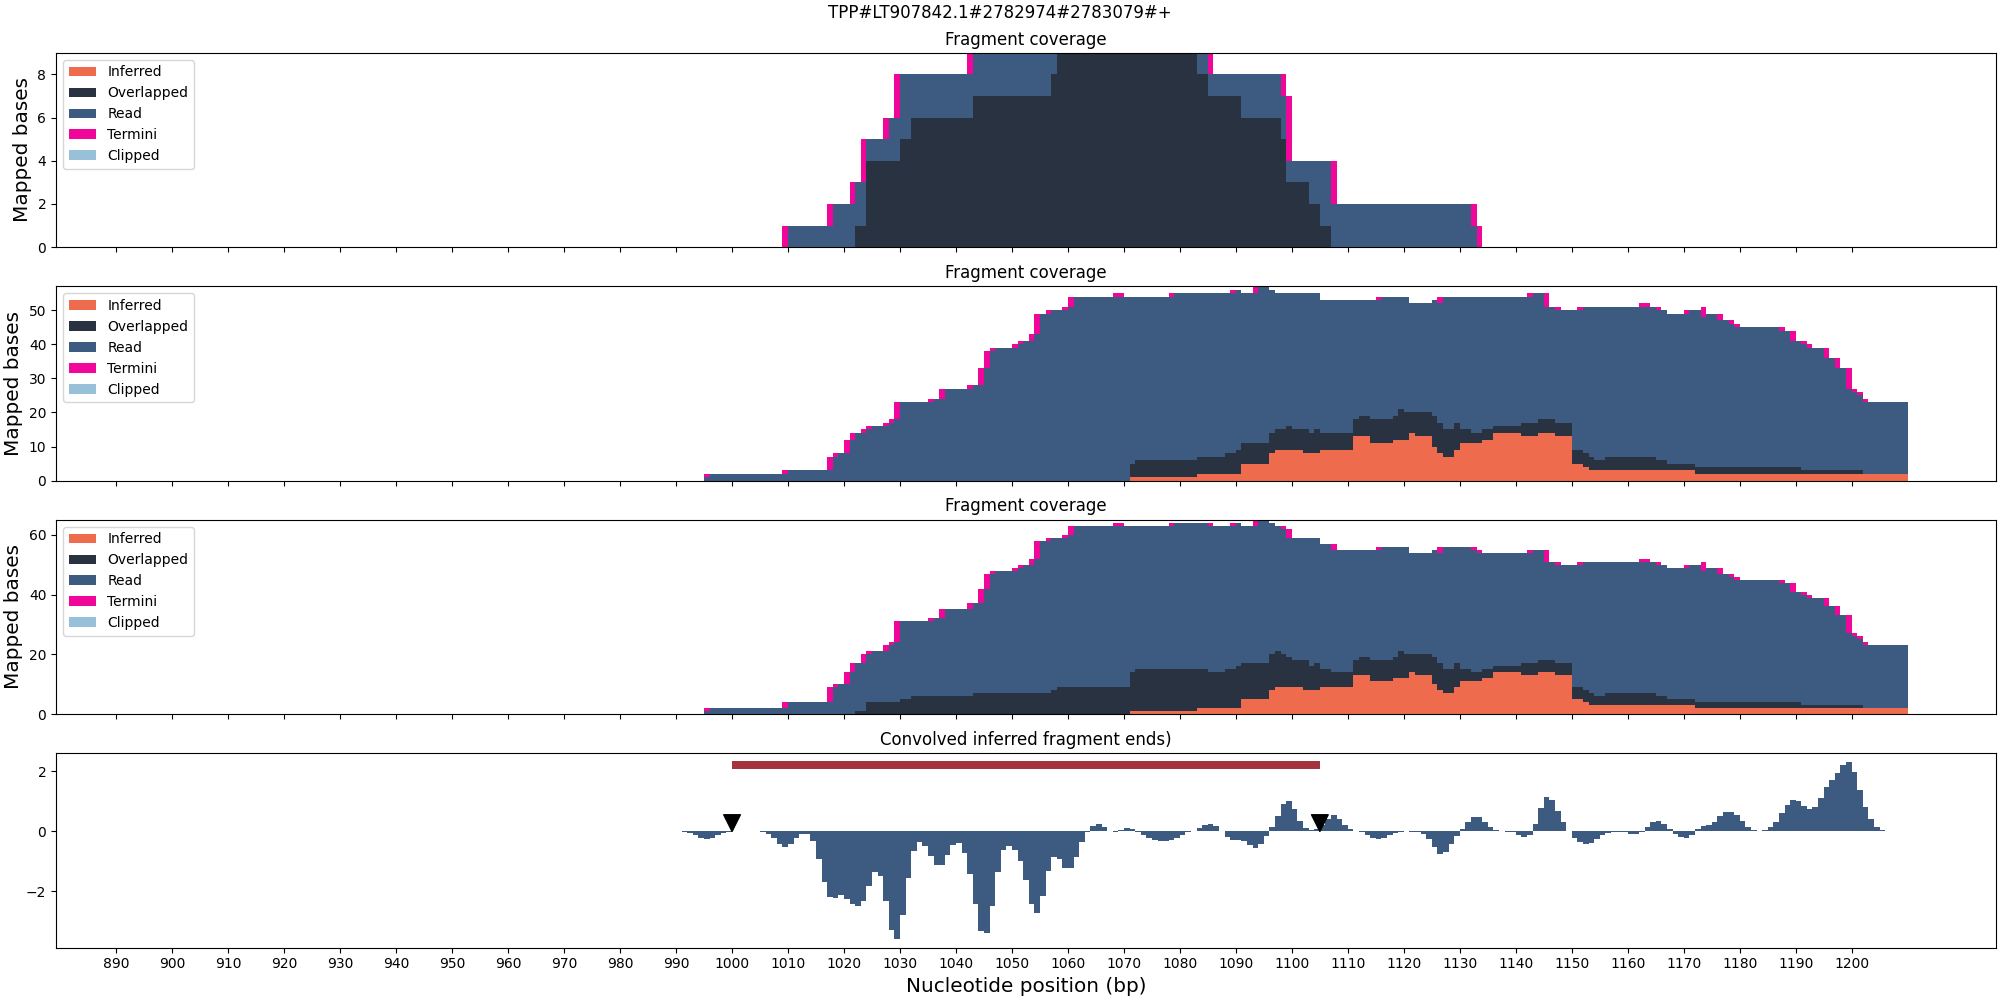 TPP#LT907842.1#2782974#2783079#+
Fragment coverage
Mapped bases
8
6
4
2
0
Inferred
Overlapped
Read
Termini
Clipped
Fragment coverage
Mapped bases
50
40
30
20
10
0
Inferred
Overlapped
Read
Termini
Clipped
Fragment coverage
Mapped bases
60
40
20
0
Inferred
Overlapped
Read
Termini
Clipped
Convolved inferred fragment ends)
2
0
−2
890 900 910 920 930 940 950 960 970 980 990 1000 1010 1020 1030 1040 1050 1060 1070 1080 1090 1100 1110 1120 1130 1140 1150 1160 1170 1180 1190 1200
Nucleotide position (bp)